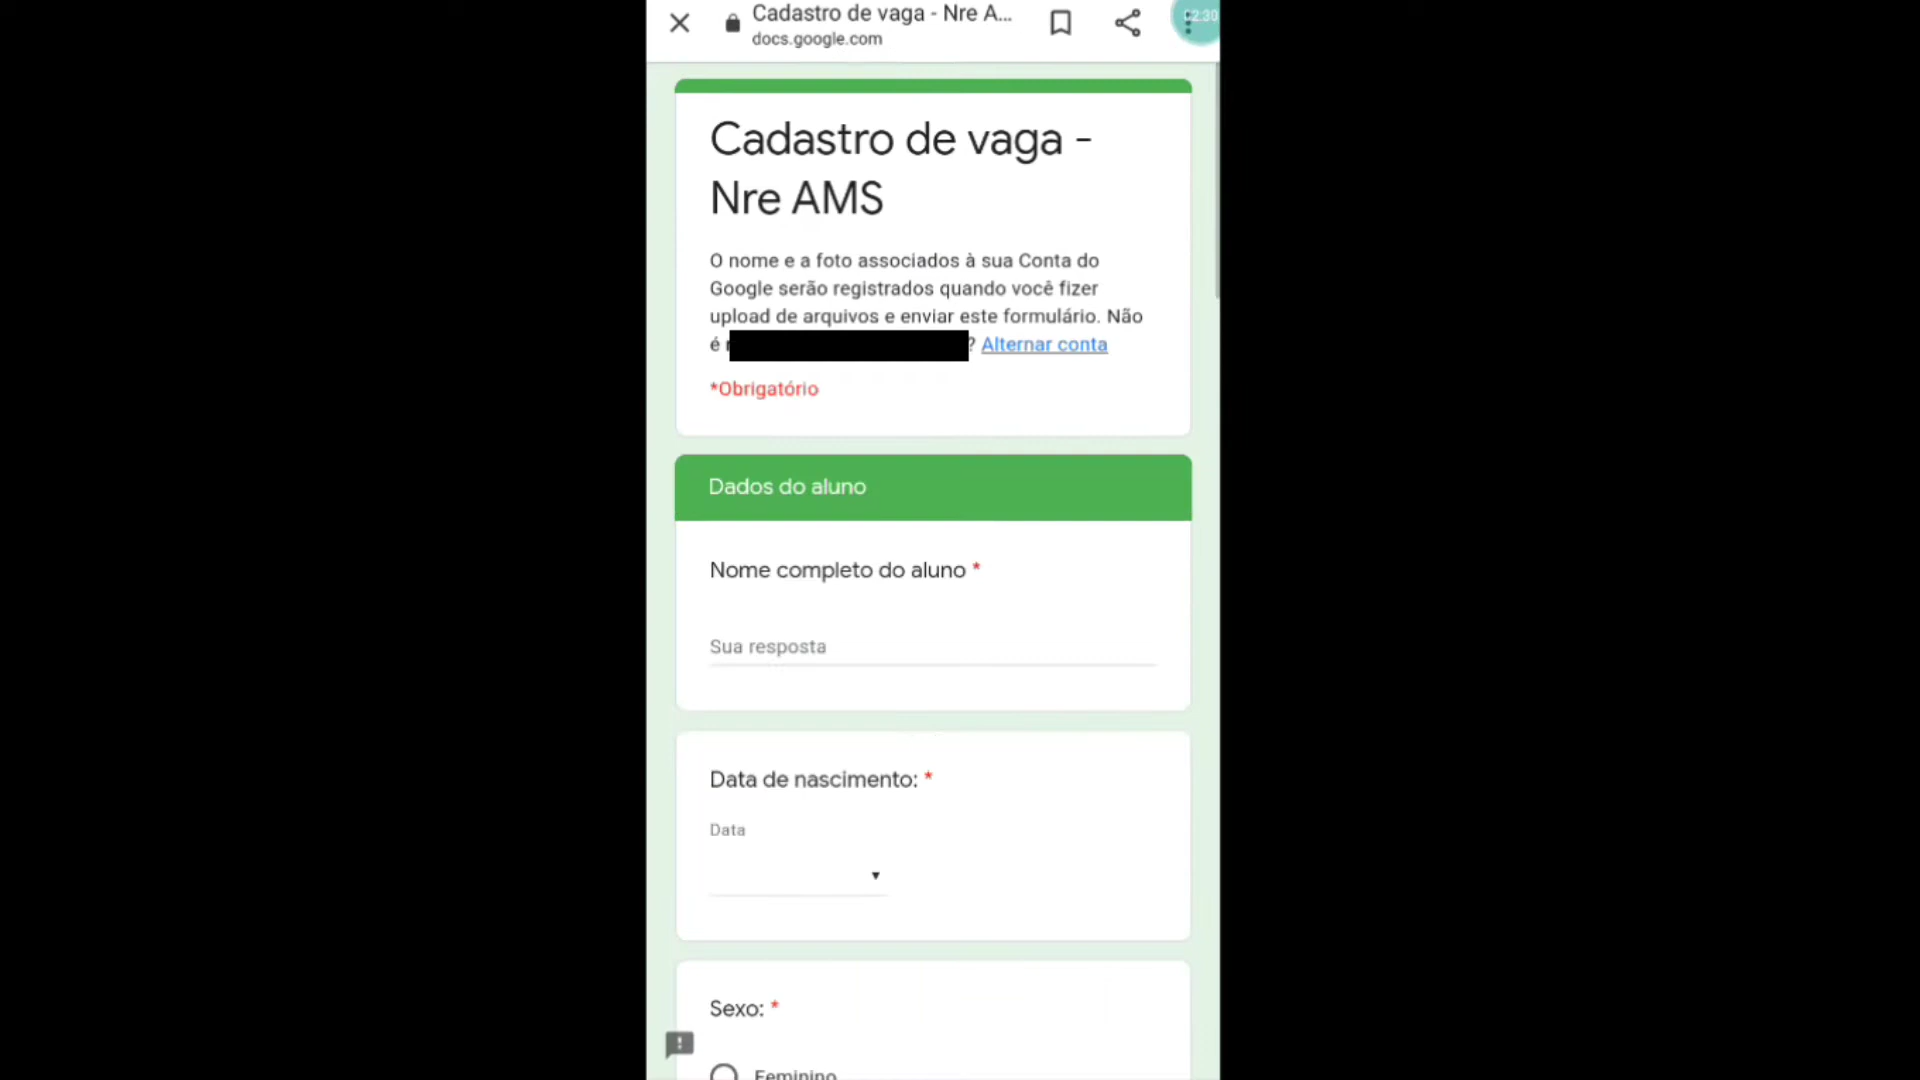 Cadastro de vaga - Nre A...
docs.google.com
Cadastro de vaga -
Nre AMS
O nome e a foto associados à sua Conta do
Google serão registrados quando você fizer
upload de arquivos e enviar este formulário. Não
é ? Alternar conta
*Obrigatório
Dados do aluno
Nome completo do aluno *
Sua resposta
Data de nascimento: *
Data
Sexo: *
Feminino